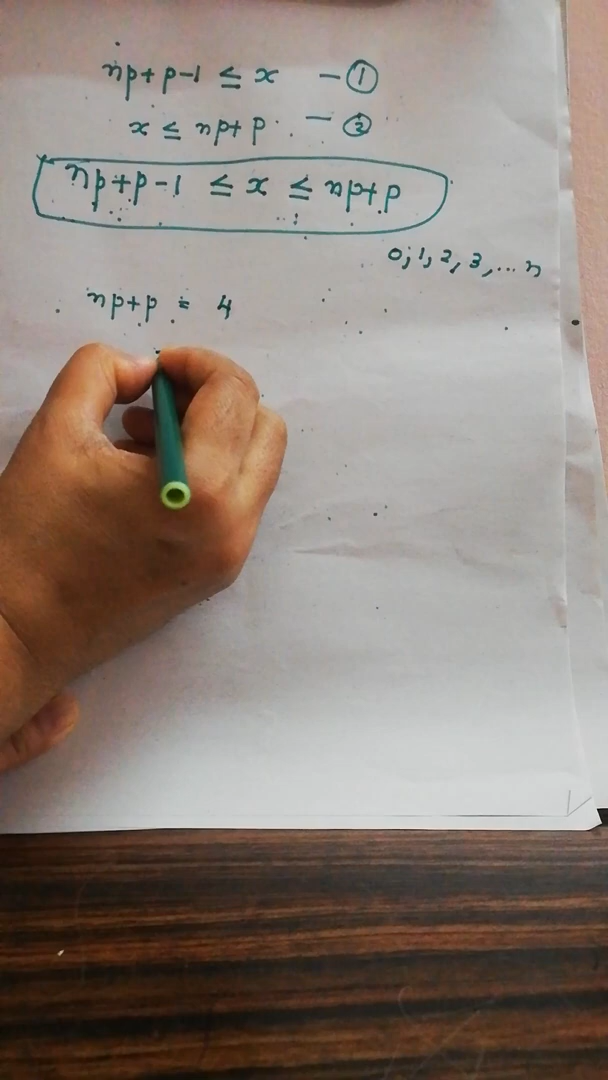 np+p-1 ≤ x - ①
x ≤ np+p - ②
np+p-1 ≤ x ≤ np+p
0,1,2,3,...n
np+p = 4